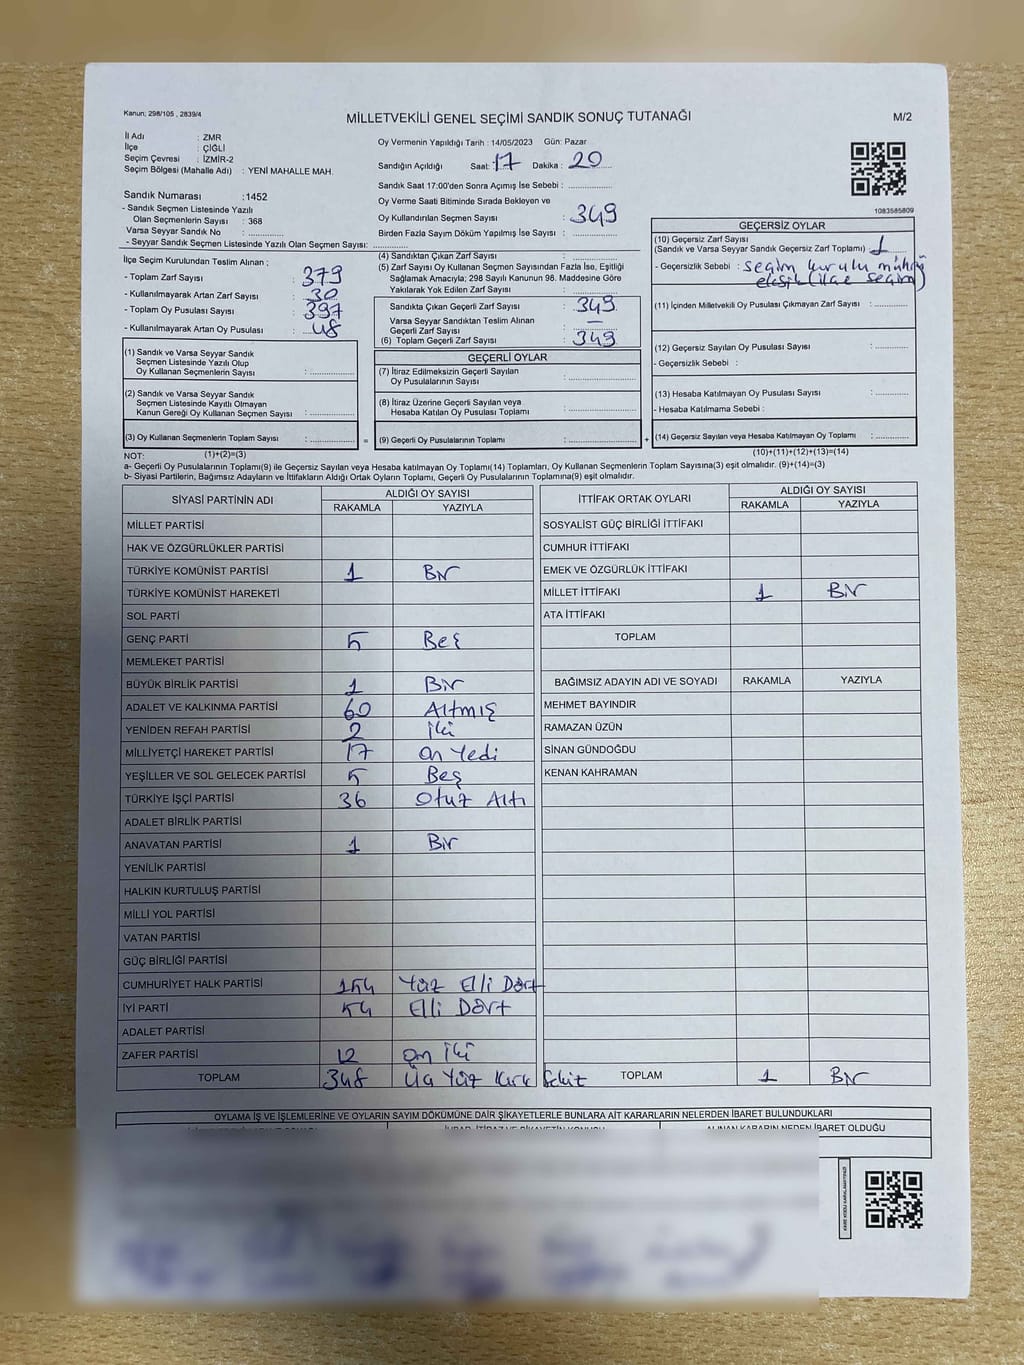 Kanun; 298/105 , 2839/4
MİLLETVEKİLİ GENEL SEÇİMİ SANDIK SONUÇ TUTANAĞI
M/2
İl Adı : ZMR
İlçe : ÇİĞLİ
Seçim Çevresi : İZMİR-2
Seçim Bölgesi (Mahalle Adı) : YENİ MAHALLE MAH.
Oy Vermenin Yapıldığı Tarih : 14/05/2023 Gün: Pazar
Sandığın Açıldığı Saat: 17 Dakika : 20
Sandık Saat 17:00'den Sonra Açımış İse Sebebi :
Oy Verme Saati Bitiminde Sırada Bekleyen ve
Oy Kullandırılan Seçmen Sayısı : 349
Birden Fazla Sayım Döküm Yapılmış İse Sayısı :
Sandık Numarası : 1452
- Sandık Seçmen Listesinde Yazılı
Olan Seçmenlerin Sayısı : 368
Varsa Seyyar Sandık No :
- Seyyar Sandık Seçmen Listesinde Yazılı Olan Seçmen Sayısı:
1083585809
İlçe Seçim Kurulundan Teslim Alınan :
- Toplam Zarf Sayısı : 379
- Kullanılmayarak Artan Zarf Sayısı : 30
- Toplam Oy Pusulası Sayısı : 397
- Kullanılmayarak Artan Oy Pusulası : 48
(4) Sandıktan Çıkan Zarf Sayısı :
(5) Zarf Sayısı Oy Kullanan Seçmen Sayısından Fazla İse, Eşitliği
Sağlamak Amacıyla; 298 Sayılı Kanunun 98. Maddesine Göre
Yakılarak Yok Edilen Zarf Sayısı :
Sandıkta Çıkan Geçerli Zarf Sayısı : 349
Varsa Seyyar Sandıktan Teslim Alınan
Geçerli Zarf Sayısı : —
(6) Toplam Geçerli Zarf Sayısı : 349
GEÇERSİZ OYLAR
(10) Geçersiz Zarf Sayısı
(Sandık ve Varsa Seyyar Sandık Geçersiz Zarf Toplamı) : 1
- Geçersizlik Sebebi : seçim kurulu mührü
eksik (ilçe seçim)
(11) İçinden Milletvekili Oy Pusulası Çıkmayan Zarf Sayısı :
(12) Geçersiz Sayılan Oy Pusulası Sayısı :
- Geçersizlik Sebebi :
(13) Hesaba Katılmayan Oy Pusulası Sayısı :
- Hesaba Katılmama Sebebi :
(14) Geçersiz Sayılan veya Hesaba Katılmayan Oy Toplamı :
(10)+(11)+(12)+(13)=(14)
(1) Sandık ve Varsa Seyyar Sandık
Seçmen Listesinde Yazılı Olup
Oy Kullanan Seçmenlerin Sayısı :
(2) Sandık ve Varsa Seyyar Sandık
Seçmen Listesinde Kayıtlı Olmayan
Kanun Gereği Oy Kullanan Seçmen Sayısı :
(3) Oy Kullanan Seçmenlerin Toplam Sayısı : =
(1)+(2)=(3)
GEÇERLİ OYLAR
(7) İtiraz Edilmeksizin Geçerli Sayılan
Oy Pusulalarının Sayısı :
(8) İtiraz Üzerine Geçerli Sayılan veya
Hesaba Katılan Oy Pusulası Toplamı :
(9) Geçerli Oy Pusulalarının Toplamı : +
NOT:
a- Geçerli Oy Pusulalarının Toplamı(9) ile Geçersiz Sayılan veya Hesaba katılmayan Oy Toplamı(14) Toplamları, Oy Kullanan Seçmenlerin Toplam Sayısına(3) eşit olmalıdır. (9)+(14)=(3)
b- Siyasi Partilerin, Bağımsız Adayların ve İttifakların Aldığı Ortak Oyların Toplamı, Geçerli Oy Pusulalarının Toplamına(9) eşit olmalıdır.
SİYASİ PARTİNİN ADI ALDIĞI OY SAYISI
RAKAMLA YAZIYLA
MİLLET PARTİSİ
HAK VE ÖZGÜRLÜKLER PARTİSİ
TÜRKİYE KOMÜNİST PARTİSİ 1 Bir
TÜRKİYE KOMÜNİST HAREKETİ
SOL PARTİ
GENÇ PARTİ 5 Beş
MEMLEKET PARTİSİ
BÜYÜK BİRLİK PARTİSİ 1 Bir
ADALET VE KALKINMA PARTİSİ 60 Altmış
YENİDEN REFAH PARTİSİ 2 iki
MİLLİYETÇİ HAREKET PARTİSİ 17 on Yedi
YEŞİLLER VE SOL GELECEK PARTİSİ 5 Beş
TÜRKİYE İŞÇİ PARTİSİ 36 Otuz Altı
ADALET BİRLİK PARTİSİ
ANAVATAN PARTİSİ 1 Bir
YENİLİK PARTİSİ
HALKIN KURTULUŞ PARTİSİ
MİLLİ YOL PARTİSİ
VATAN PARTİSİ
GÜÇ BİRLİĞİ PARTİSİ
CUMHURİYET HALK PARTİSİ 154 Yüz Elli Dört
İYİ PARTİ 54 Elli Dört
ADALET PARTİSİ
ZAFER PARTİSİ 12 on iki
TOPLAM 348 Üç Yüz Kırk Sekiz
İTTİFAK ORTAK OYLARI ALDIĞI OY SAYISI
RAKAMLA YAZIYLA
SOSYALİST GÜÇ BİRLİĞİ İTTİFAKI
CUMHUR İTTİFAKI
EMEK VE ÖZGÜRLÜK İTTİFAKI
MİLLET İTTİFAKI 1 Bir
ATA İTTİFAKI
TOPLAM
BAĞIMSIZ ADAYIN ADI VE SOYADI RAKAMLA YAZIYLA
MEHMET BAYINDIR
RAMAZAN ÜZÜN
SİNAN GÜNDOĞDU
KENAN KAHRAMAN
TOPLAM 1 Bir
OYLAMA İŞ VE İŞLEMLERİNE VE OYLARIN SAYIM DÖKÜMÜNE DAİR ŞİKAYETLERLE BUNLARA AİT KARARLARIN NELERDEN İBARET BULUNDUKLARI
ALINAN KARARIN NEDEN İBARET OLDUĞU